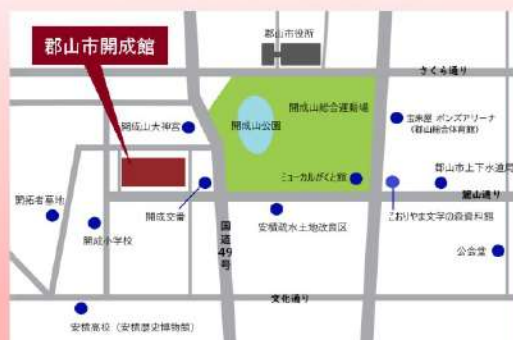 郡山市開成館
郡山市役所
さくら通り
開成山大神宮
開成山公園
開成山総合運動場
宝来屋 ボンズアリーナ
(郡山総合体育館)
ミューカルがくと館
郡山市上下水道局
麓山通り
開拓者墓地
開成小学校
開成交番
国道49号
安積疏水土地改良区
こおりやま文学の森資料館
公会堂
文化通り
安積高校(安積歴史博物館)